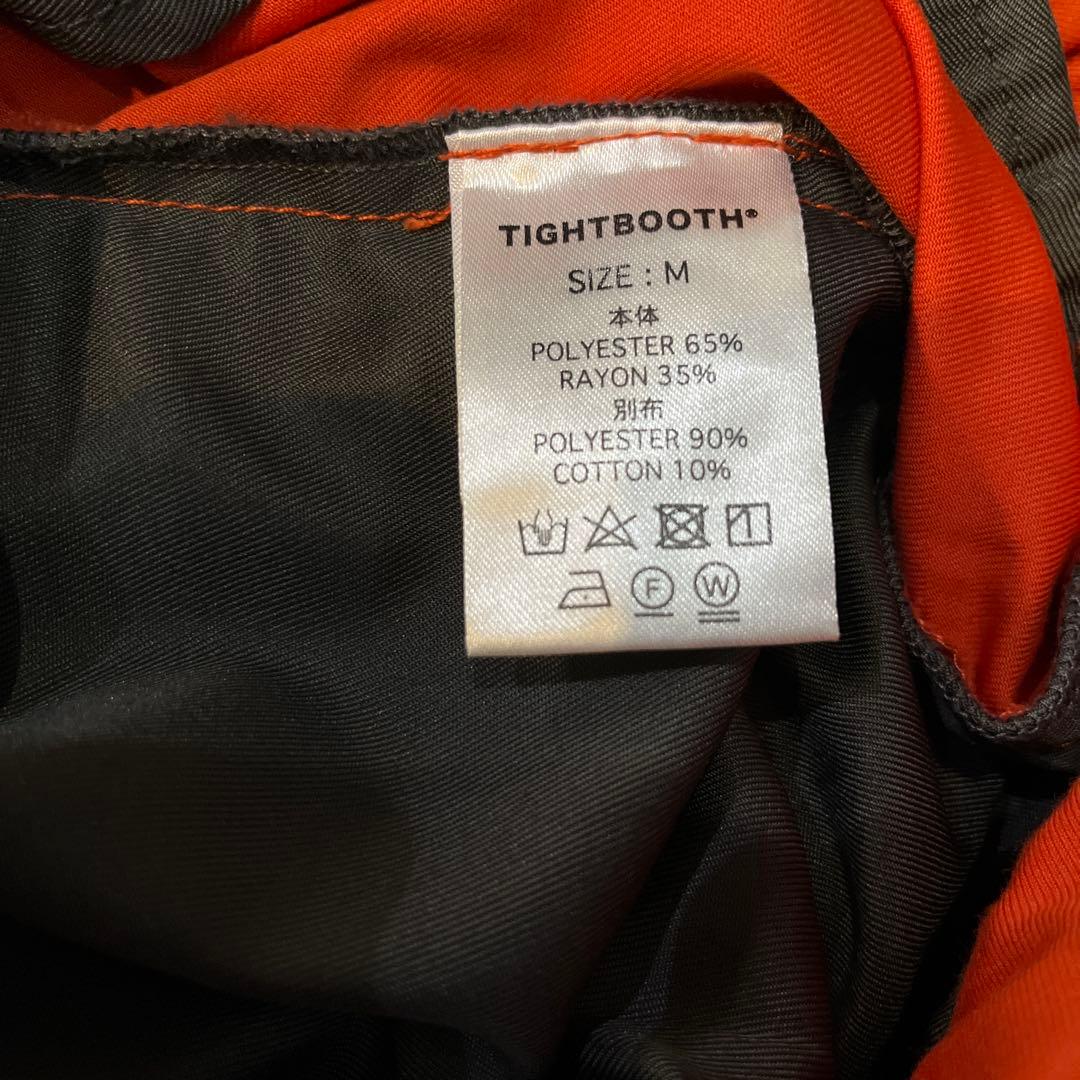 TIGHTBOOTH®
SIZE : M
本体
POLYESTER 65%
RAYON 35%
別布
POLYESTER 90%
COTTON 10%
F W